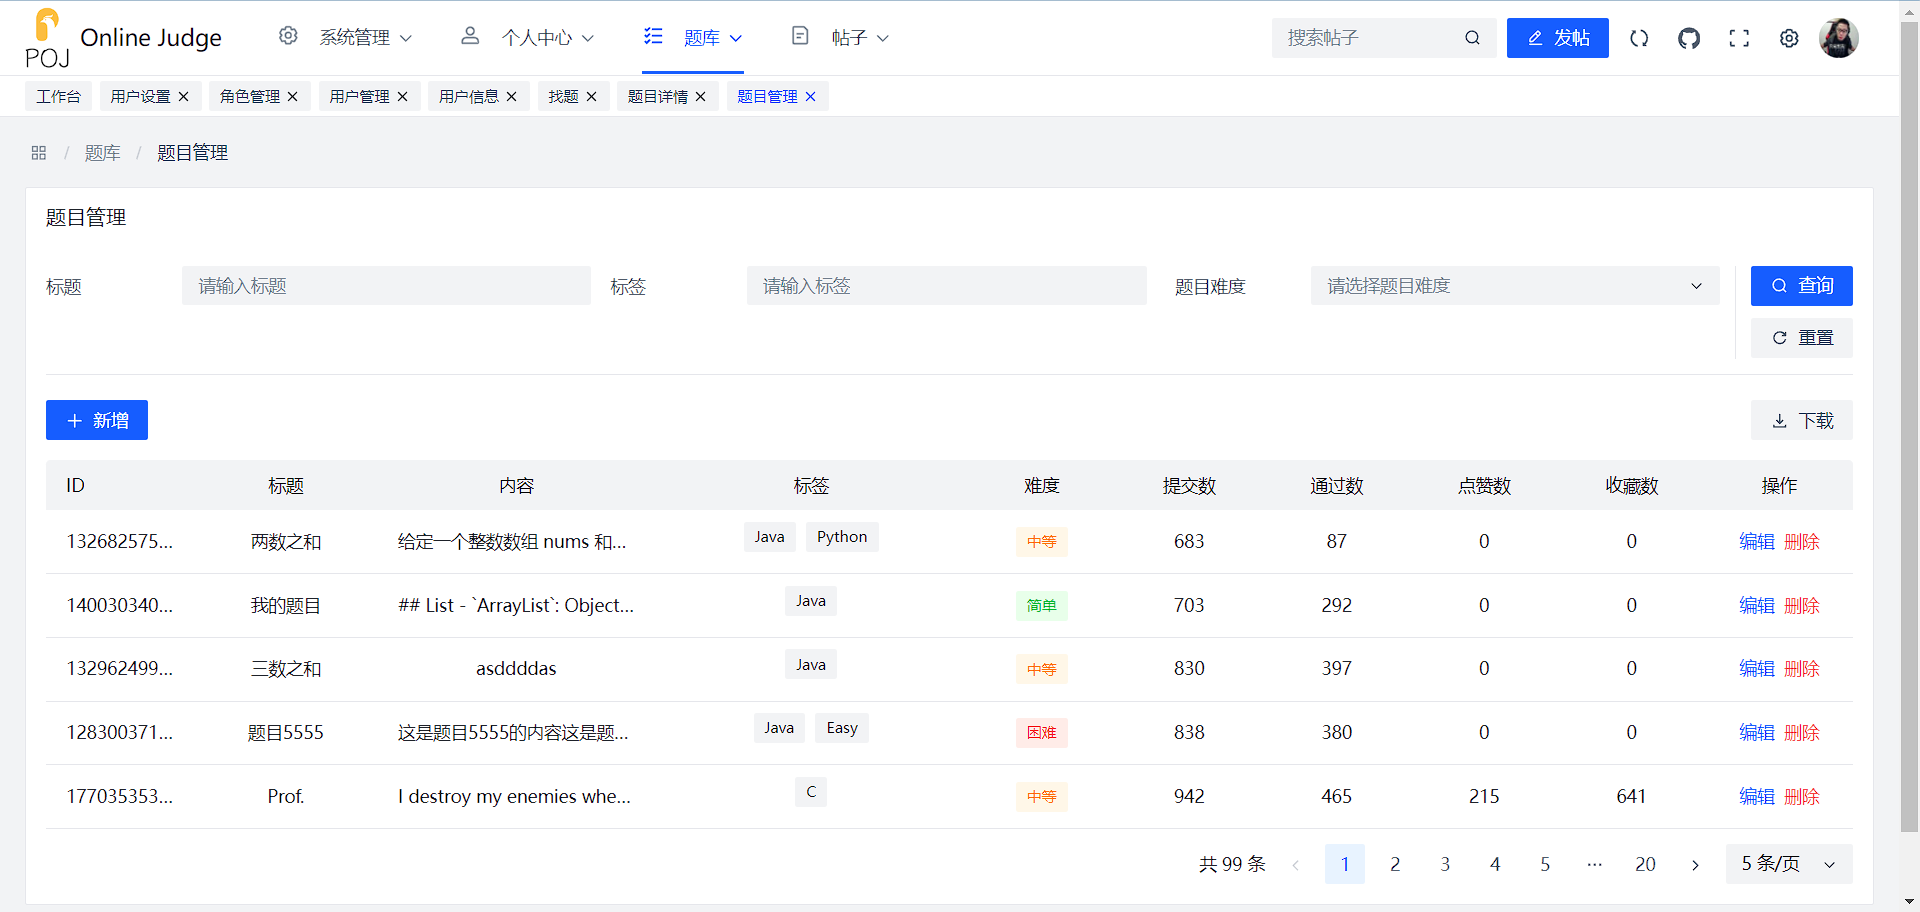 POJ Online Judge 系统管理 个人中心 题库 帖子 搜索帖子 发帖
工作台 用户设置 角色管理 用户管理 用户信息 找题 题目详情 题目管理
/ 题库 / 题目管理
题目管理
标题 请输入标题 标签 请输入标签 题目难度 请选择题目难度 查询
重置
新增 下载
ID 标题 内容 标签 难度 提交数 通过数 点赞数 收藏数 操作
132682575... 两数之和 给定一个整数数组 nums 和... Java Python 中等 683 87 0 0 编辑 删除
140030340... 我的题目 ## List - `ArrayList`: Object... Java 简单 703 292 0 0 编辑 删除
132962499... 三数之和 asddddas Java 中等 830 397 0 0 编辑 删除
128300371... 题目5555 这是题目5555的内容这是题... Java Easy 困难 838 380 0 0 编辑 删除
177035353... Prof. I destroy my enemies whe... C 中等 942 465 215 641 编辑 删除
共 99 条 1 2 3 4 5 ··· 20 5 条/页